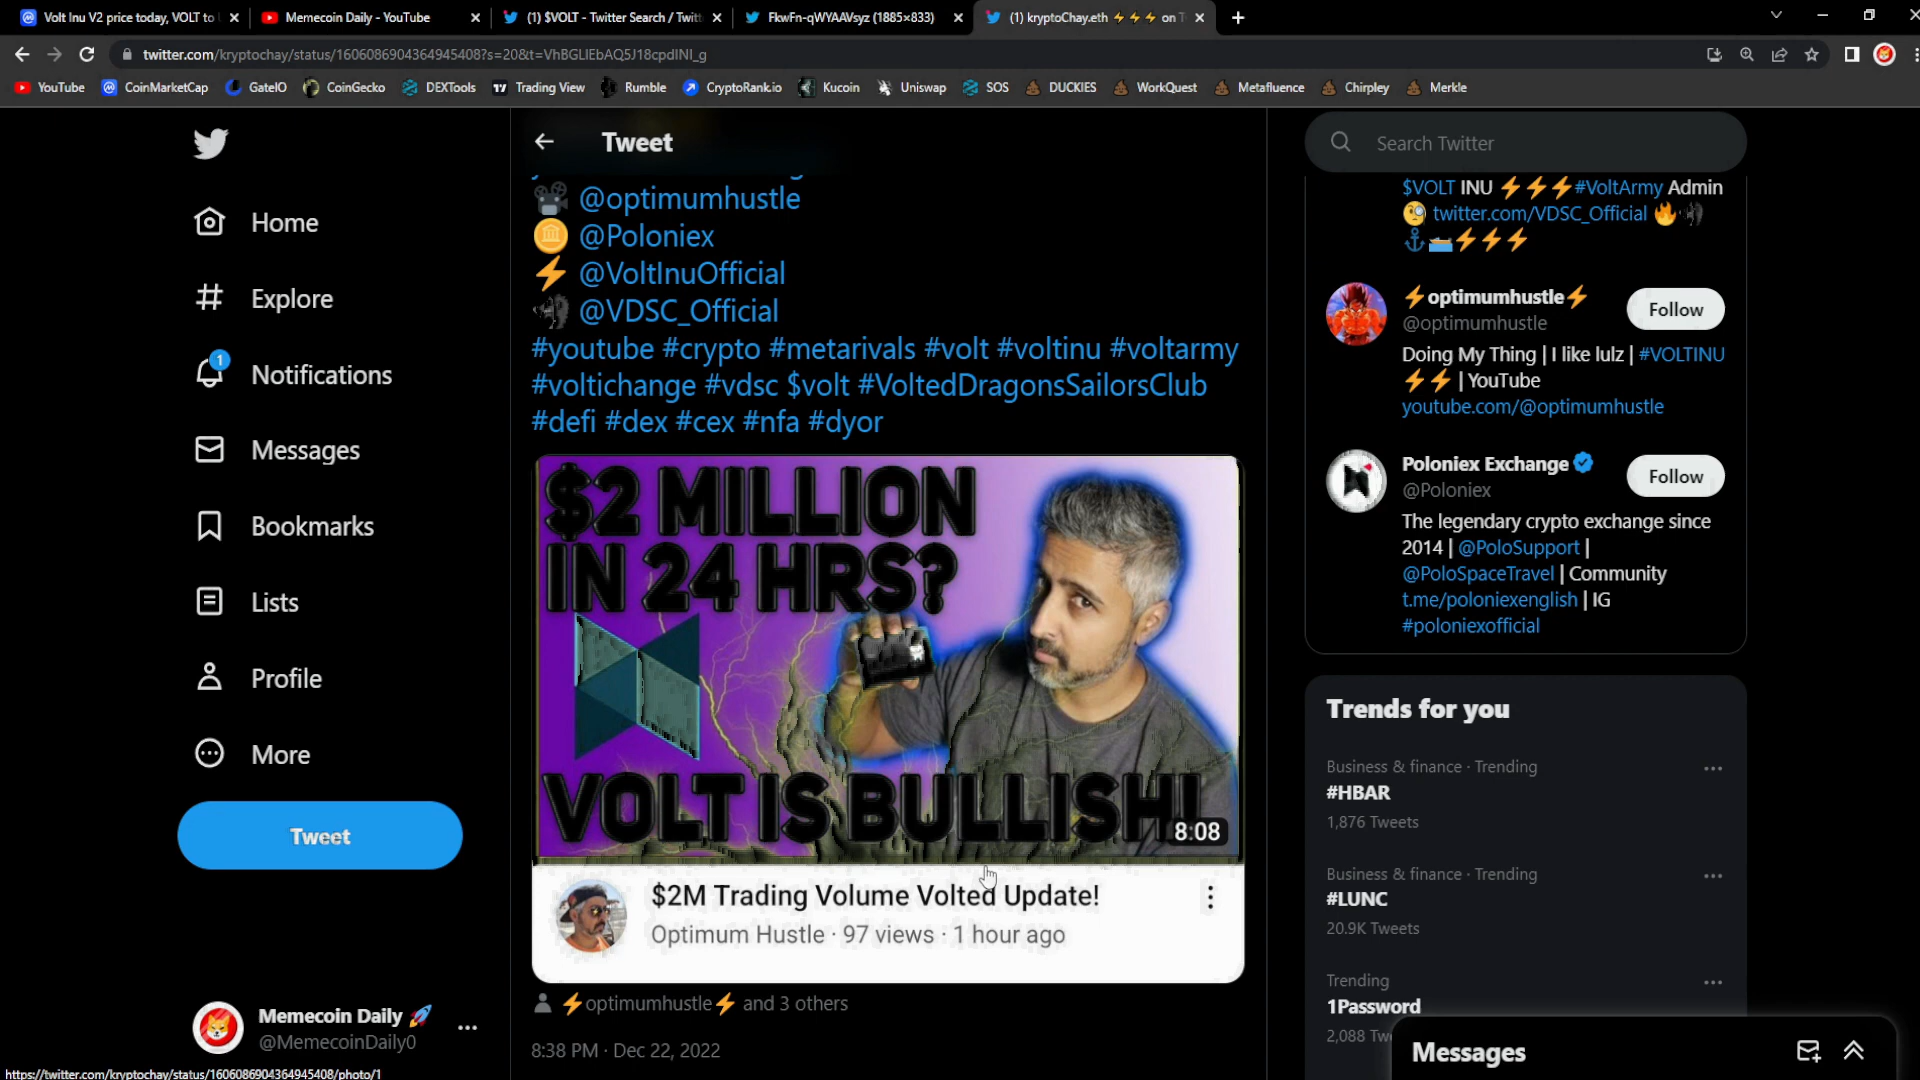 Volt Inu V2 price today, VOLT to
Memecoin Daily - YouTube
(1) $VOLT - Twitter Search / Twitt
FkwFn-qWYAAVsyz (1885×833)
(1) kryptoChay.eth ⚡⚡⚡ on T
twitter.com/kryptochay/status/1606086904364945408?s=20&t=VhBGLlEbAQ5J18cpdlNl_g
YouTube
CoinMarketCap
GateIO
CoinGecko
DEXTools
Trading View
Rumble
CryptoRank.io
Kucoin
Uniswap
SOS
DUCKIES
WorkQuest
Metafluence
Chirpley
Merkle
Home
Explore
1
Notifications
Messages
Bookmarks
Lists
Profile
More
Tweet
Memecoin Daily 🚀
@MemecoinDaily0
https://twitter.com/kryptochay/status/1606086904364945408/photo/1
Tweet
@optimumhustle
@Poloniex
⚡ @VoltInuOfficial
@VDSC_Official
#youtube #crypto #metarivals #volt #voltinu #voltarmy
#voltichange #vdsc $volt #VoltedDragonsSailorsClub
#defi #dex #cex #nfa #dyor
$2 MILLION
IN 24 HRS?
VOLT IS BULLISH!
8:08
$2M Trading Volume Volted Update!
Optimum Hustle · 97 views · 1 hour ago
⚡optimumhustle⚡ and 3 others
8:38 PM · Dec 22, 2022
Search Twitter
$VOLT INU ⚡⚡⚡#VoltArmy Admin
🧐 twitter.com/VDSC_Official 🔥
⚓⚡⚡⚡
⚡optimumhustle⚡
@optimumhustle
Follow
Doing My Thing | I like lulz | #VOLTINU
⚡⚡ | YouTube
youtube.com/@optimumhustle
Poloniex Exchange
@Poloniex
Follow
The legendary crypto exchange since
2014 | @PoloSupport |
@PoloSpaceTravel | Community
t.me/poloniexenglish | IG
#poloniexofficial
Trends for you
Business & finance · Trending
#HBAR
1,876 Tweets
Business & finance · Trending
#LUNC
20.9K Tweets
Trending
1Password
2,088 Tw
Messages